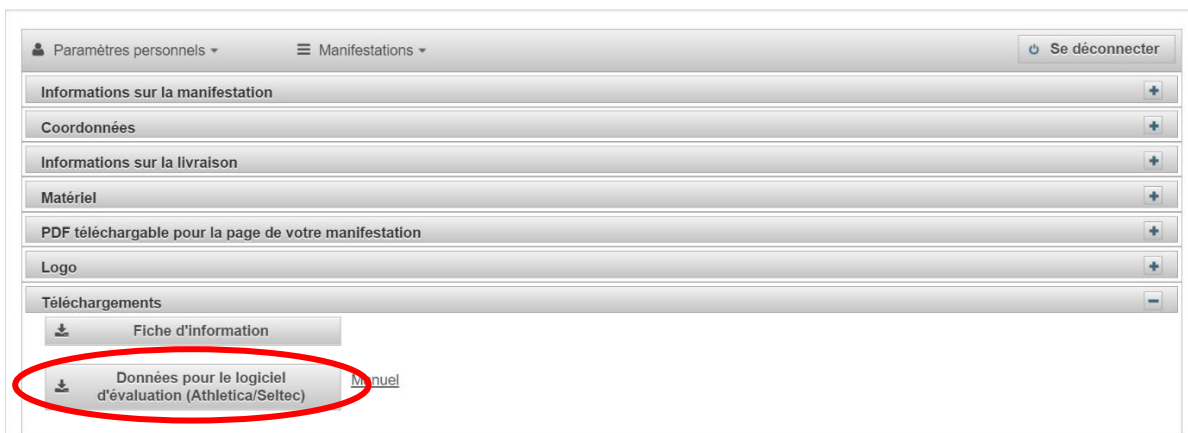 Paramètres personnels Manifestations Se déconnecter
Informations sur la manifestation
Coordonnées
Informations sur la livraison
Matériel
PDF téléchargable pour la page de votre manifestation
Logo
Téléchargements
Fiche d'information
Données pour le logiciel
d'évaluation (Athletica/Seltec)
Manuel